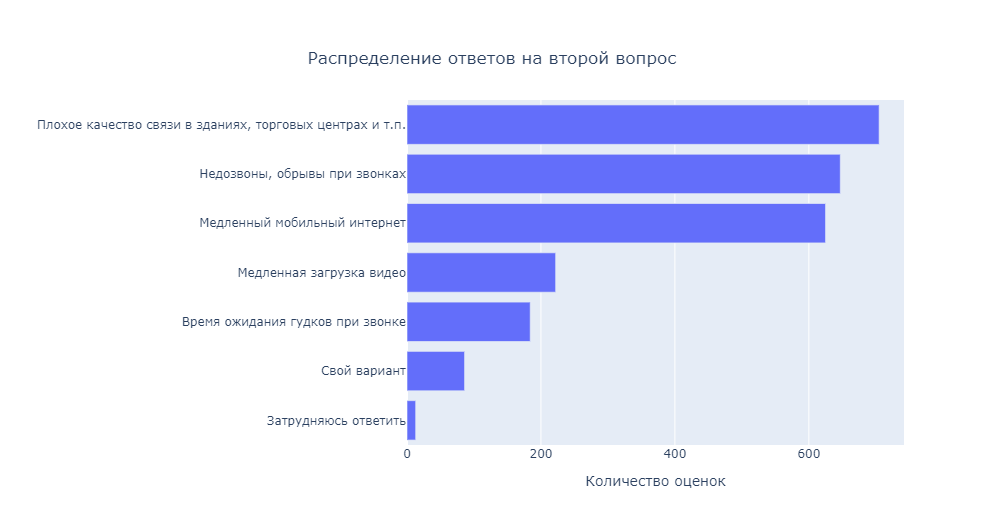 Распределение ответов на второй вопрос
Плохое качество связи в зданиях, торговых центрах и т.п.
Недозвоны, обрывы при звонках
Медленный мобильный интернет
Медленная загрузка видео
Время ожидания гудков при звонке
Свой вариант
Затрудняюсь ответить
0 200 400 600
Количество оценок